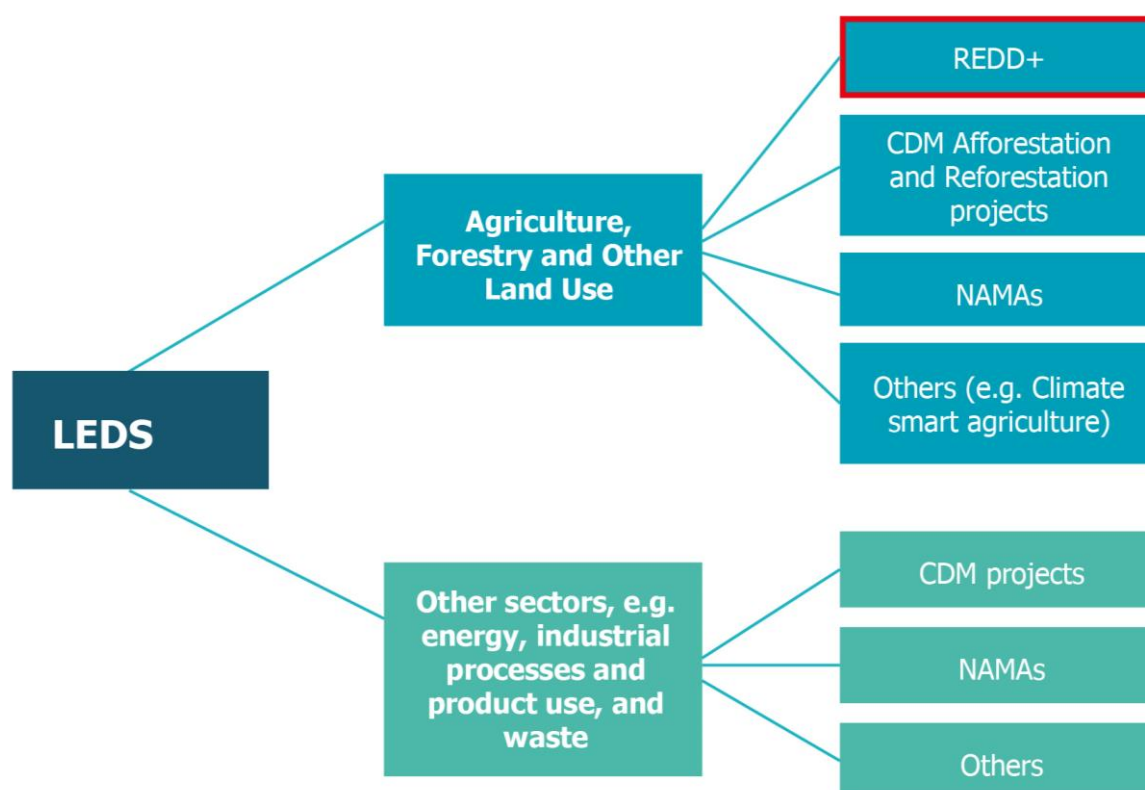 REDD+
CDM Afforestation
and Reforestation
projects
Agriculture,
Forestry and Other
Land Use
NAMAs
Others (e.g. Climate
smart agriculture)
LEDS
CDM projects
Other sectors, e.g.
energy, industrial
processes and
product use, and
waste
NAMAs
Others